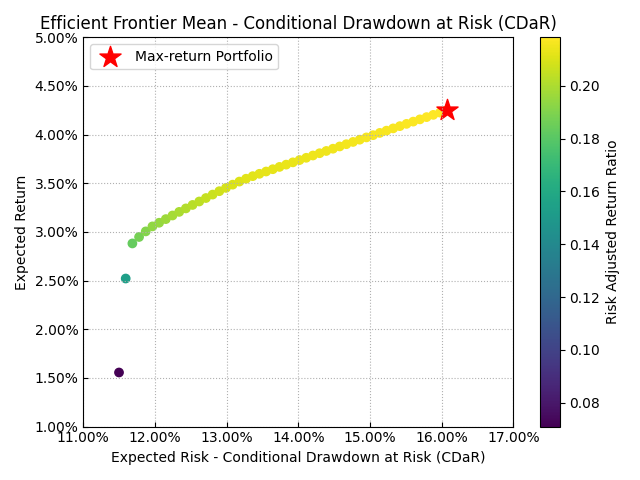 Efficient Frontier Mean - Conditional Drawdown at Risk (CDaR)
Max-return Portfolio
5.00%
4.50%
4.00%
3.50%
3.00%
2.50%
2.00%
1.50%
1.00%
Expected Return
11.00% 12.00% 13.00% 14.00% 15.00% 16.00% 17.00%
Expected Risk - Conditional Drawdown at Risk (CDaR)
0.20
0.18
0.16
0.14
0.12
0.10
0.08
Risk Adjusted Return Ratio